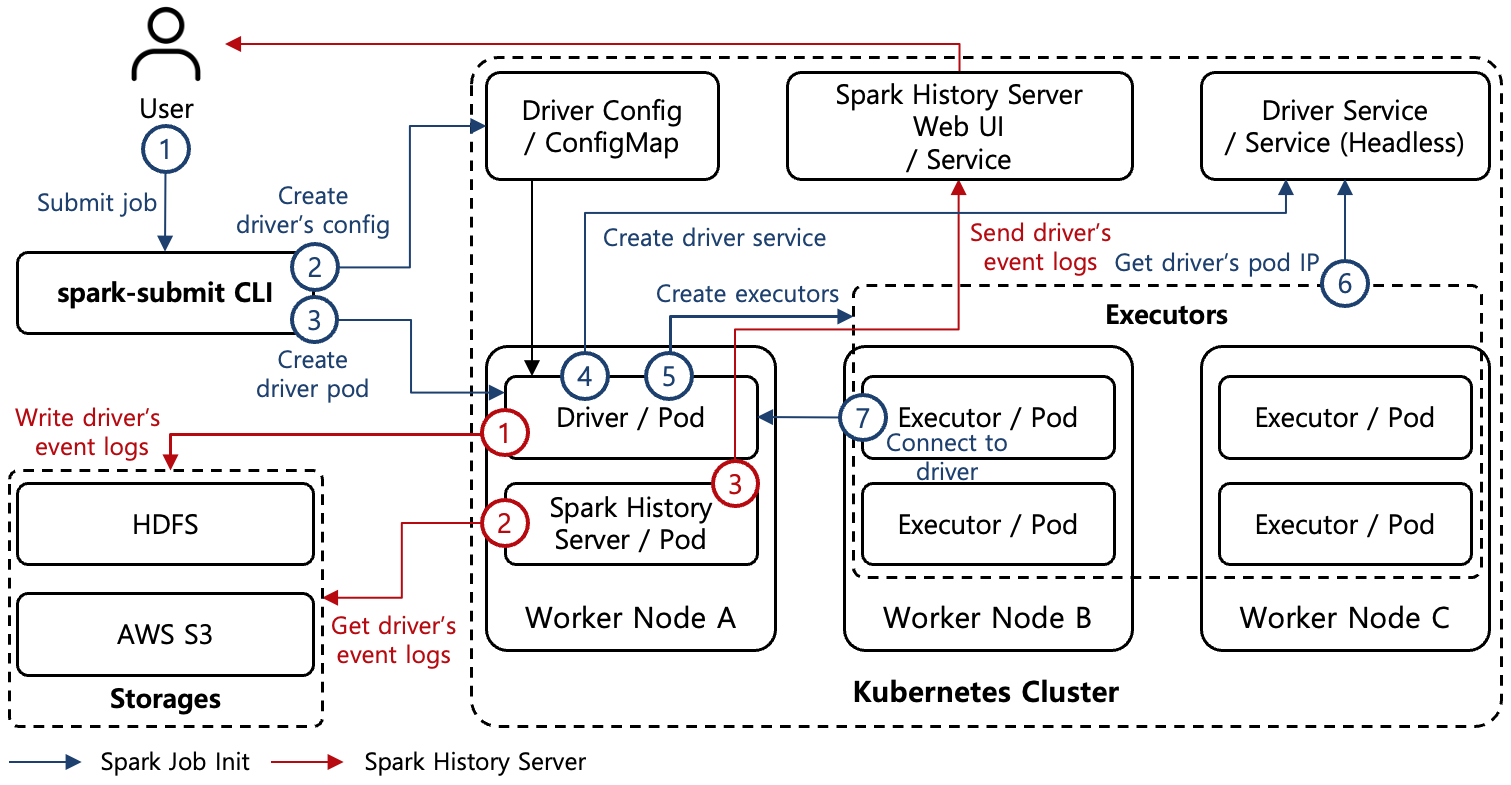 User
1
Submit job
Create
driver's config
2
spark-submit CLI
3
Create
driver pod
Driver Config
/ ConfigMap
Spark History Server
Web UI
/ Service
Driver Service
/ Service (Headless)
Create driver service
Send driver's
event logs
Get driver's pod IP
6
Create executors
Executors
4
5
Driver / Pod
1
Write driver's
event logs
3
2
Spark History
Server / Pod
Worker Node A
7
Executor / Pod
Connect to
driver
Executor / Pod
Worker Node B
Executor / Pod
Executor / Pod
Worker Node C
HDFS
AWS S3
Storages
Get driver's
event logs
Kubernetes Cluster
Spark Job Init
Spark History Server